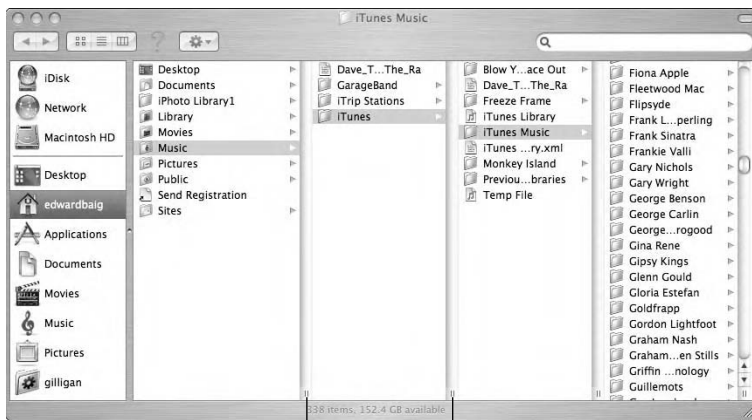 iTunes Music
iDisk
Network
Macintosh HD
Desktop
edwardbaig
Applications
Documents
Movies
Music
Pictures
gilligan
Desktop
Documents
iPhoto Library1
Library
Movies
Music
Pictures
Public
Send Registration
Sites
Dave_T...The_Ra
GarageBand
iTrip Stations
iTunes
Blow Y...ace Out
Dave_T...The_Ra
Freeze Frame
iTunes Library
iTunes Music
iTunes ...ry.xml
Monkey Island
Previou...braries
Temp File
Fiona Apple
Fleetwood Mac
Flipsyde
Frank L...perling
Frank Sinatra
Frankie Valli
Gary Nichols
Gary Wright
George Benson
George Carlin
George...rogood
Gina Rene
Gipsy Kings
Glenn Gould
Gloria Estefan
Goldfrapp
Gordon Lightfoot
Graham Nash
Graham...en Stills
Griffin ...nology
Guillemots
338 items, 152.4 GB available